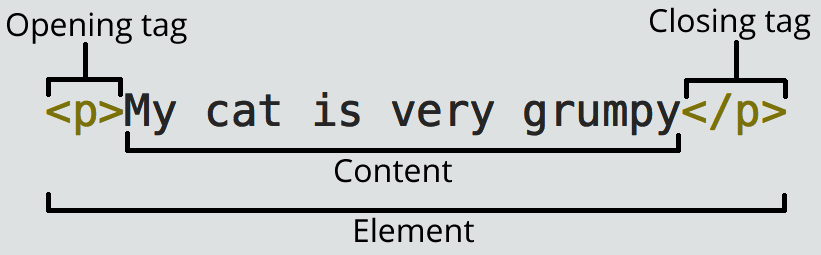 Opening tag
Closing tag
<p>My cat is very grumpy</p>
Content
Element